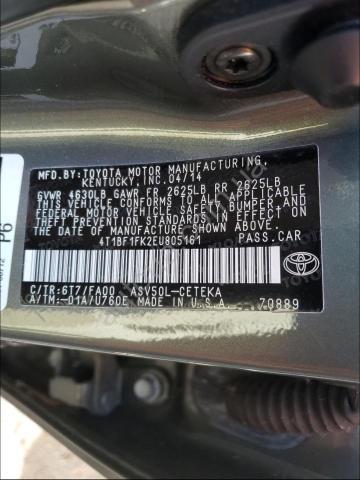 MFD.BY:TOYOTA MOTOR MANUFACTURING,
KENTUCKY,INC.04/14
GVWR 4630LB GAWR FR 2625LB RR 2625LB
THIS VEHICLE CONFORMS TO ALL APPLICABLE
FEDERAL MOTOR VEHICLE SAFETY, BUMPER, AND
THEFT PREVENTION STANDARDS IN EFFECT ON
THE DATE OF MANUFACTURE SHOWN ABOVE.
4T1BF1FK2EU805161 PASS.CAR
C/TR:6T7/FA00 ASV50L-CETEKA
A/TM:-01A/U760E MADE IN U.S.A. 70889
TOYOTA
P6